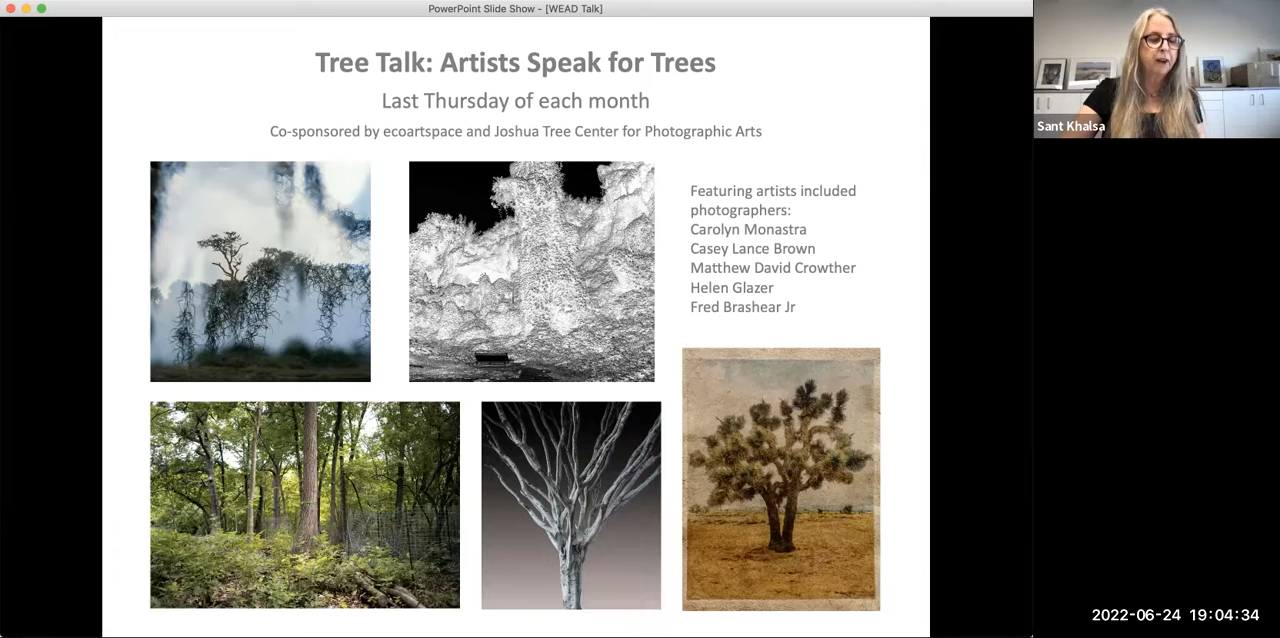 PowerPoint Slide Show - [WEAD Talk]
Tree Talk: Artists Speak for Trees
Last Thursday of each month
Co-sponsored by ecoartspace and Joshua Tree Center for Photographic Arts
Featuring artists included
photographers:
Carolyn Monastra
Casey Lance Brown
Matthew David Crowther
Helen Glazer
Fred Brashear Jr
Sant Khalsa
2022-06-24 19:04:34